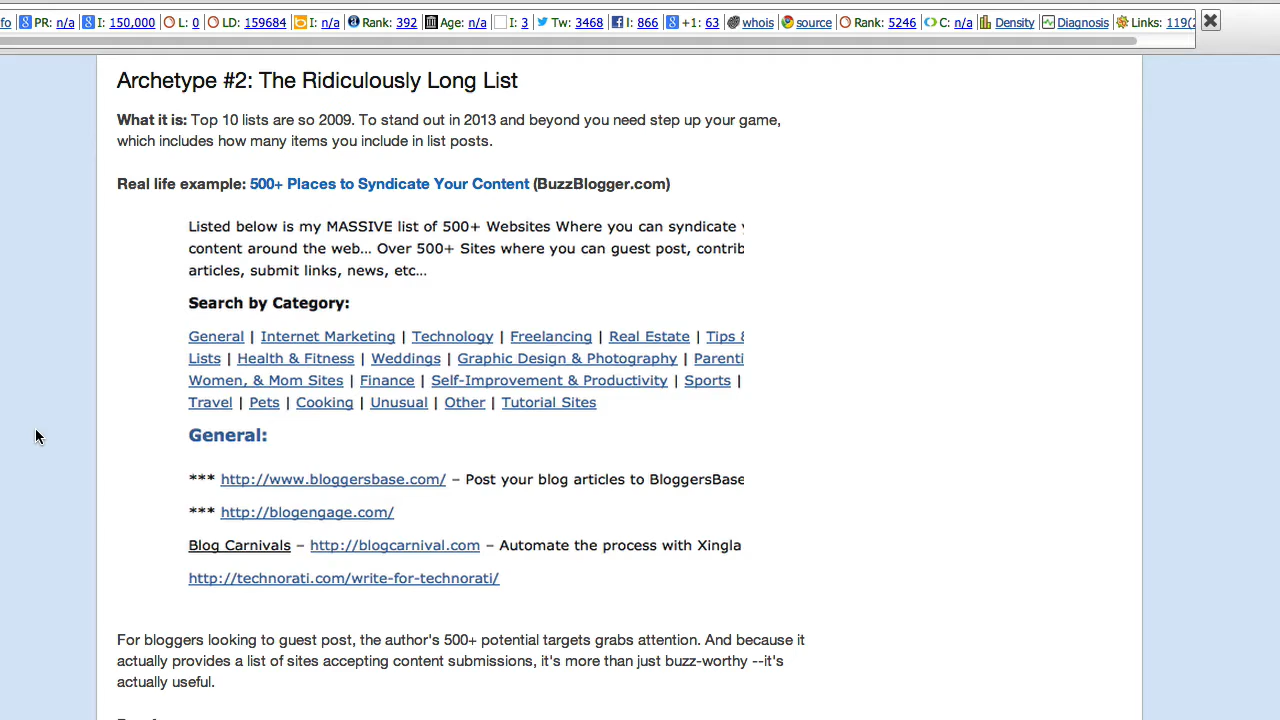 fo PR: n/a I: 150,000 L: 0 LD: 159684 I: n/a Rank: 392 Age: n/a I: 3 Tw: 3468 I: 866 +1: 63 whois source Rank: 5246 C: n/a Density Diagnosis Links: 119(2
Archetype #2: The Ridiculously Long List
What it is: Top 10 lists are so 2009. To stand out in 2013 and beyond you need step up your game,
which includes how many items you include in list posts.
Real life example: 500+ Places to Syndicate Your Content (BuzzBlogger.com)
Listed below is my MASSIVE list of 500+ Websites Where you can syndicate
content around the web... Over 500+ Sites where you can guest post, contrib
articles, submit links, news, etc...
Search by Category:
General | Internet Marketing | Technology | Freelancing | Real Estate | Tips &
Lists | Health & Fitness | Weddings | Graphic Design & Photography | Parenti
Women, & Mom Sites | Finance | Self-Improvement & Productivity | Sports |
Travel | Pets | Cooking | Unusual | Other | Tutorial Sites
General:
*** http://www.bloggersbase.com/ – Post your blog articles to BloggersBase
*** http://blogengage.com/
Blog Carnivals – http://blogcarnival.com – Automate the process with Xingla
http://technorati.com/write-for-technorati/
For bloggers looking to guest post, the author's 500+ potential targets grabs attention. And because it
actually provides a list of sites accepting content submissions, it's more than just buzz-worthy --it's
actually useful.